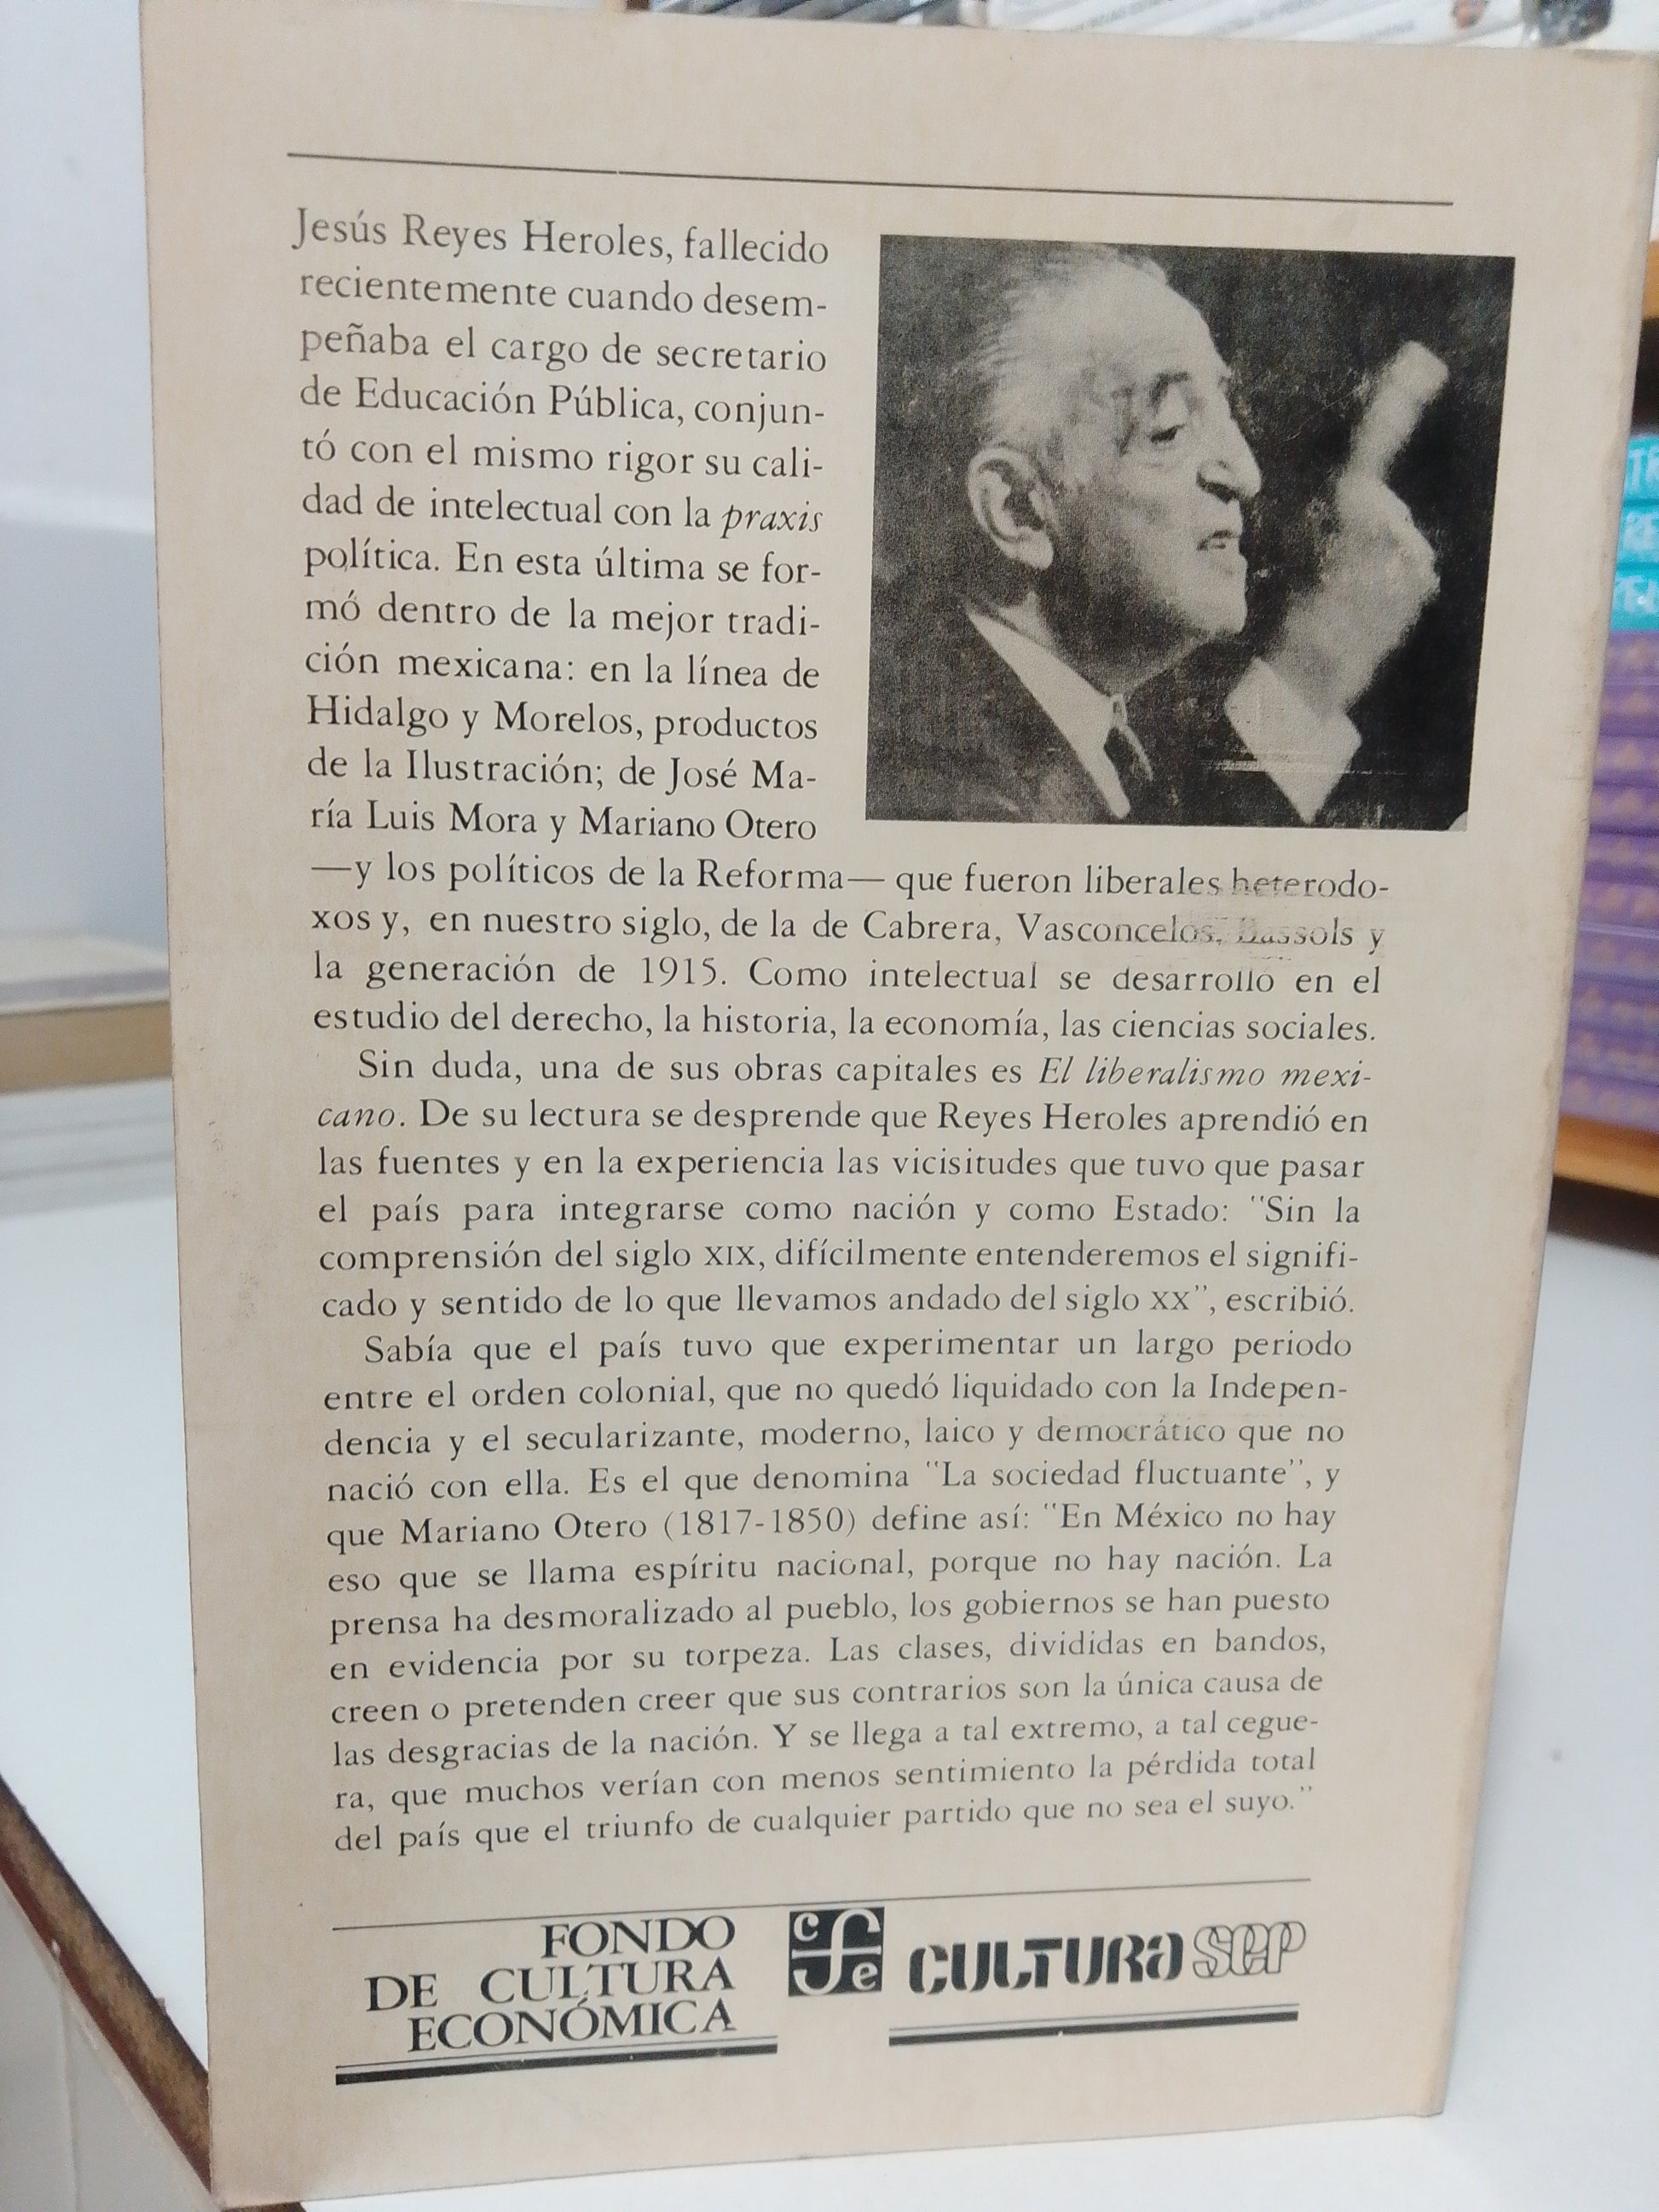 Jesús Reyes Heroles, fallecido
recientemente cuando desem-
peñaba el cargo de secretario
de Educación Pública, conjun-
tó con el mismo rigor su cali-
dad de intelectual con la praxis
política. En esta última se for-
mó dentro de la mejor tradi-
ción mexicana: en la línea de
Hidalgo y Morelos, productos
de la Ilustración; de José Ma-
ría Luis Mora y Mariano Otero
—y los políticos de la Reforma— que fueron liberales heterodo-
xos y, en nuestro siglo, de la de Cabrera, Vasconcelos, Bassols y
la generación de 1915. Como intelectual se desarrolló en el
estudio del derecho, la historia, la economía, las ciencias sociales.
Sin duda, una de sus obras capitales es El liberalismo mexi-
cano. De su lectura se desprende que Reyes Heroles aprendió en
las fuentes y en la experiencia las vicisitudes que tuvo que pasar
el país para integrarse como nación y como Estado: "Sin la
comprensión del siglo XIX, difícilmente entenderemos el signifi-
cado y sentido de lo que llevamos andado del siglo XX", escribió.
Sabía que el país tuvo que experimentar un largo periodo
entre el orden colonial, que no quedó liquidado con la Indepen-
dencia y el secularizante, moderno, laico y democrático que no
nació con ella. Es el que denomina "La sociedad fluctuante", y
que Mariano Otero (1817-1850) define así: "En México no hay
eso que se llama espíritu nacional, porque no hay nación. La
prensa ha desmoralizado al pueblo, los gobiernos se han puesto
en evidencia por su torpeza. Las clases, divididas en bandos,
creen o pretenden creer que sus contrarios son la única causa de
las desgracias de la nación. Y se llega a tal extremo, a tal cegue-
ra, que muchos verían con menos sentimiento la pérdida total
del país que el triunfo de cualquier partido que no sea el suyo."
FONDO
DE CULTURA
ECONÓMICA
cfe
CULTURA SEP